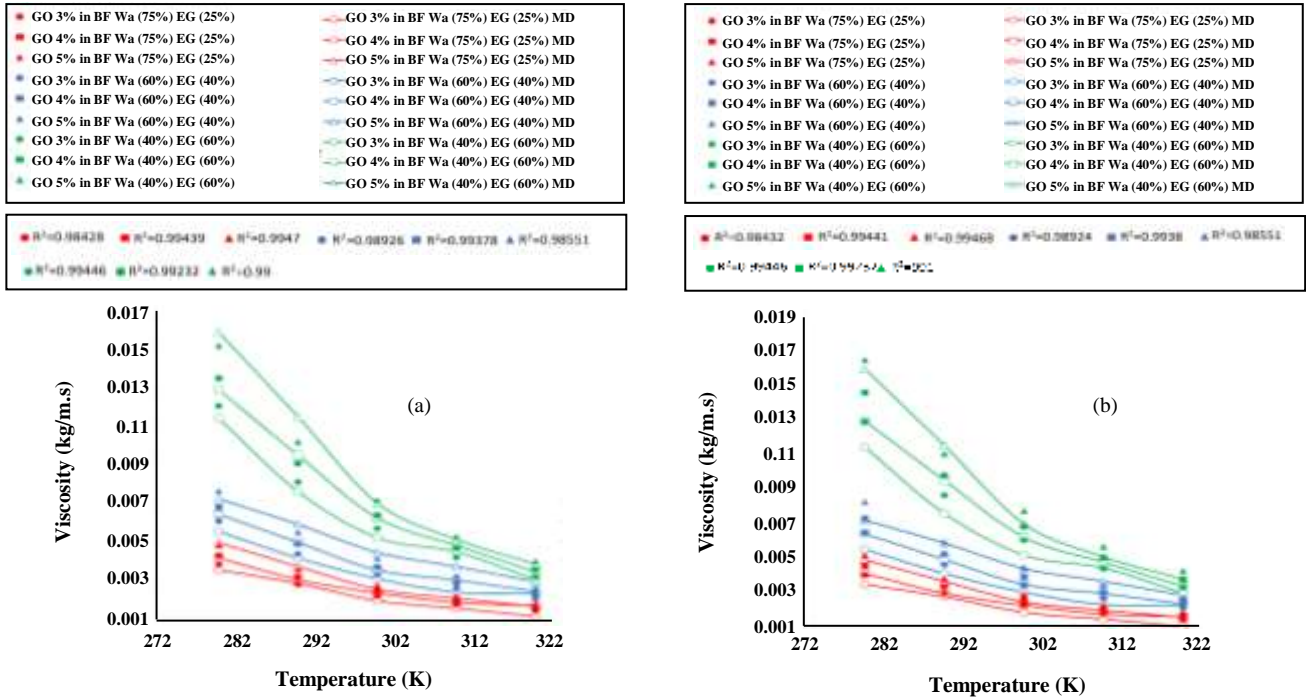 GO 3% in BF Wa (75%) EG (25%)
GO 4% in BF Wa (75%) EG (25%)
GO 5% in BF Wa (75%) EG (25%)
GO 3% in BF Wa (60%) EG (40%)
GO 4% in BF Wa (60%) EG (40%)
GO 5% in BF Wa (60%) EG (40%)
GO 3% in BF Wa (40%) EG (60%)
GO 4% in BF Wa (40%) EG (60%)
GO 5% in BF Wa (40%) EG (60%)
GO 3% in BF Wa (75%) EG (25%) MD
GO 4% in BF Wa (75%) EG (25%) MD
GO 5% in BF Wa (75%) EG (25%) MD
GO 3% in BF Wa (60%) EG (40%) MD
GO 4% in BF Wa (60%) EG (40%) MD
GO 5% in BF Wa (60%) EG (40%) MD
GO 3% in BF Wa (40%) EG (60%) MD
GO 4% in BF Wa (40%) EG (60%) MD
GO 5% in BF Wa (40%) EG (60%) MD
R²=0.98428 R²=0.99439 R²=0.9947 R²=0.98926 R²=0.99378 R²=0.98551
R²=0.99446 R²=0.99232 R²=0.99
0.017
0.015
0.013
0.11
0.009
0.007
0.005
0.003
0.001
Viscosity (kg/m.s)
(a)
272 282 292 302 312 322
Temperature (K)
GO 3% in BF Wa (75%) EG (25%)
GO 4% in BF Wa (75%) EG (25%)
GO 5% in BF Wa (75%) EG (25%)
GO 3% in BF Wa (60%) EG (40%)
GO 4% in BF Wa (60%) EG (40%)
GO 5% in BF Wa (60%) EG (40%)
GO 3% in BF Wa (40%) EG (60%)
GO 4% in BF Wa (40%) EG (60%)
GO 5% in BF Wa (40%) EG (60%)
GO 3% in BF Wa (75%) EG (25%) MD
GO 4% in BF Wa (75%) EG (25%) MD
GO 5% in BF Wa (75%) EG (25%) MD
GO 3% in BF Wa (60%) EG (40%) MD
GO 4% in BF Wa (60%) EG (40%) MD
GO 5% in BF Wa (60%) EG (40%) MD
GO 3% in BF Wa (40%) EG (60%) MD
GO 4% in BF Wa (40%) EG (60%) MD
GO 5% in BF Wa (40%) EG (60%) MD
R²=0.98432 R²=0.99441 R²=0.99468 R²=0.98924 R²=0.9938 R²=0.98551
R²=0.99446
0.019
0.017
0.015
0.013
0.11
0.009
0.007
0.005
0.003
0.001
Viscosity (kg/m.s)
(b)
272 282 292 302 312 322
Temperature (K)